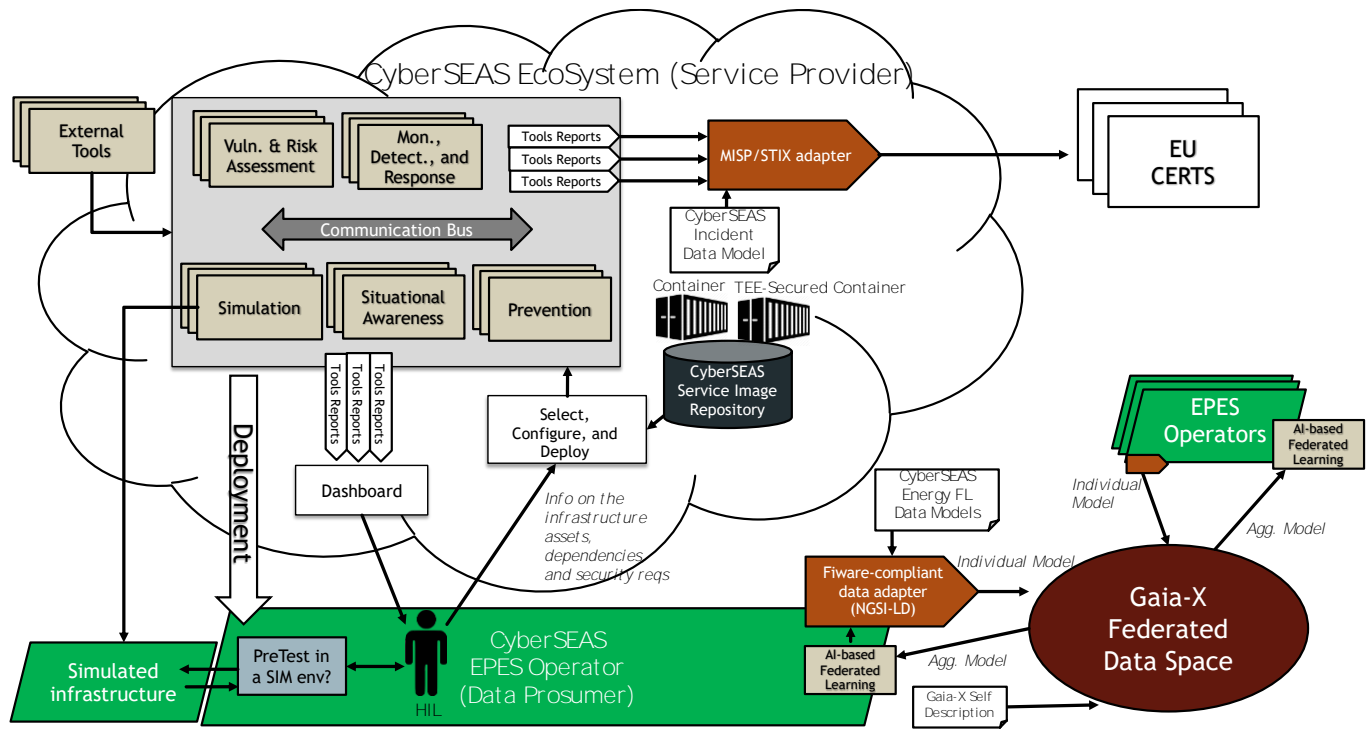 CyberSEAS EcoSystem (Service Provider)
External
Tools
Vuln. & Risk
Assessment
Mon.,
Detect., and
Response
Tools Reports
Tools Reports
Tools Reports
MISP/STIX adapter
EU
CERTS
Communication Bus
CyberSEAS
Incident
Data Model
Simulation
Situational
Awareness
Prevention
Container
TEE-Secured Container
CyberSEAS
Service Image
Repository
Tools Reports
Tools Reports
Tools Reports
Select,
Configure, and
Deploy
Deployment
Dashboard
Info on the
infrastructure
assets,
dependencies
and security reqs
EPES
Operators
AI-based
Federated
Learning
Individual
Model
Agg. Model
CyberSEAS
Energy FL
Data Models
Individual Model
Fiware-compliant
data adapter
(NGSI-LD)
Gaia-X
Federated
Data Space
Simulated
infrastructure
PreTest in
a SIM env?
HIL
CyberSEAS
EPES Operator
(Data Prosumer)
AI-based
Federated
Learning
Agg. Model
Gaia-X Self
Description